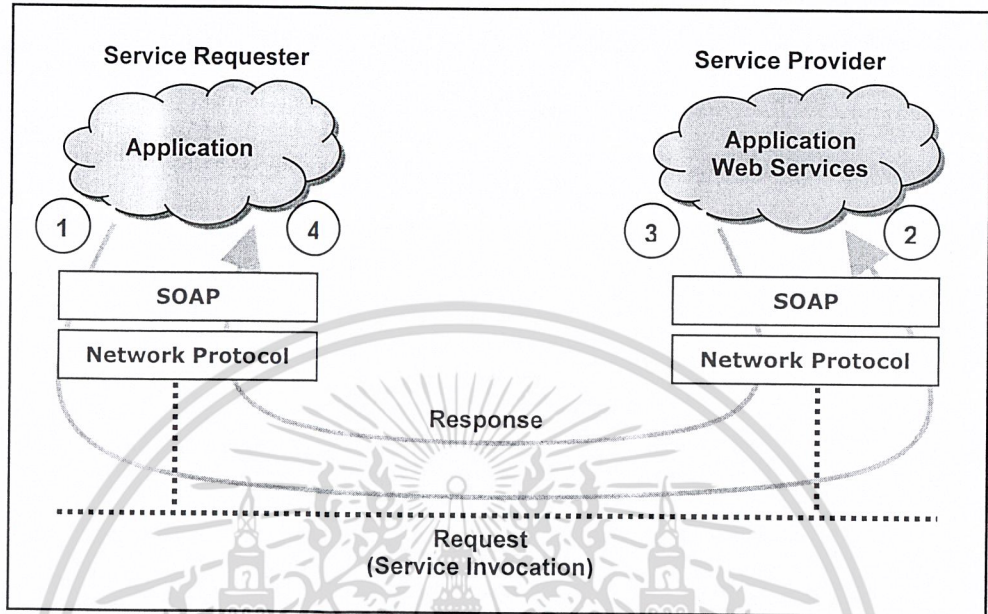 Service Requester
Application
1
4
SOAP
Network Protocol
Service Provider
Application
Web Services
3
2
SOAP
Network Protocol
Response
Request
(Service Invocation)